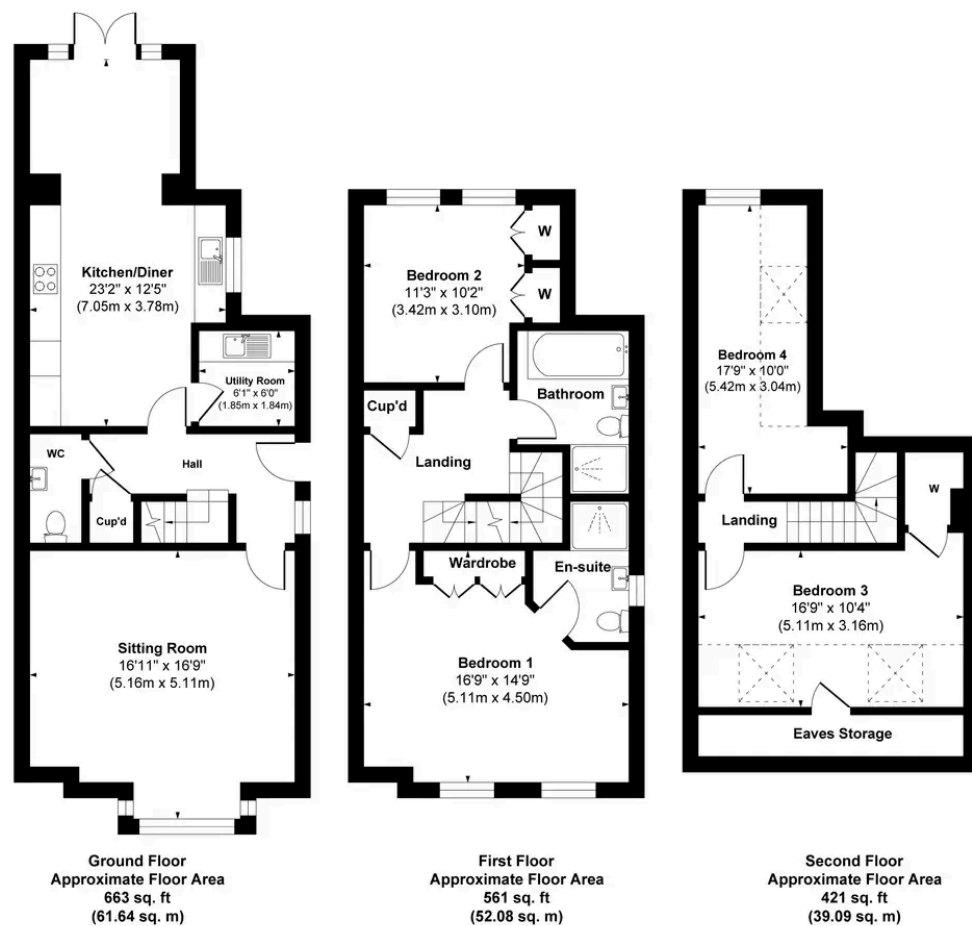 Kitchen/Diner
23'2" x 12'5"
(7.05m x 3.78m)
Utility Room
6'1" x 6'0"
(1.85m x 1.84m)
WC
Hall
Cup'd
Sitting Room
16'11" x 16'9"
(5.16m x 5.11m)
Ground Floor
Approximate Floor Area
663 sq. ft
(61.64 sq. m)
W
Bedroom 2
11'3" x 10'2"
(3.42m x 3.10m)
W
Bathroom
Cup'd
Landing
Wardrobe
En-suite
Bedroom 1
16'9" x 14'9"
(5.11m x 4.50m)
First Floor
Approximate Floor Area
561 sq. ft
(52.08 sq. m)
Bedroom 4
17'9" x 10'0"
(5.42m x 3.04m)
W
Landing
Bedroom 3
16'9" x 10'4"
(5.11m x 3.16m)
Eaves Storage
Second Floor
Approximate Floor Area
421 sq. ft
(39.09 sq. m)